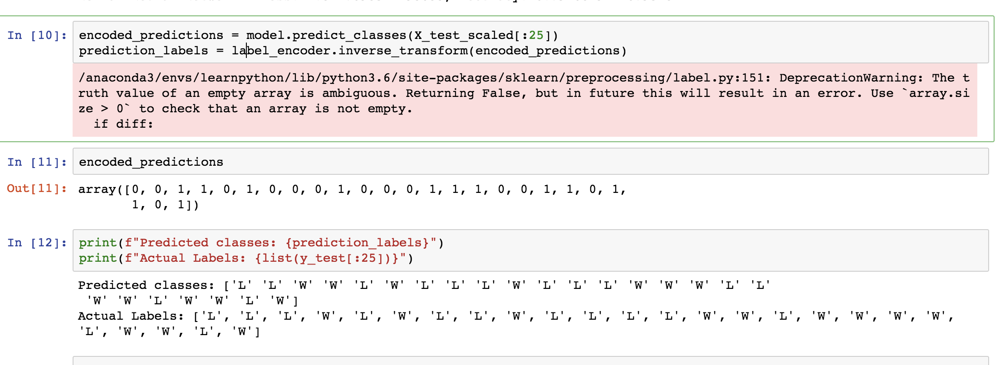 In [10]: encoded_predictions = model.predict_classes(X_test_scaled[:25])
prediction_labels = label_encoder.inverse_transform(encoded_predictions)
/anaconda3/envs/learnpython/lib/python3.6/site-packages/sklearn/preprocessing/label.py:151: DeprecationWarning: The t
ruth value of an empty array is ambiguous. Returning False, but in future this will result in an error. Use `array.si
ze > 0` to check that an array is not empty.
  if diff:
In [11]: encoded_predictions
Out[11]: array([0, 0, 1, 1, 0, 1, 0, 0, 0, 1, 0, 0, 0, 1, 1, 1, 0, 0, 1, 1, 0, 1,
       1, 0, 1])
In [12]: print(f"Predicted classes: {prediction_labels}")
print(f"Actual Labels: {list(y_test[:25])}")
Predicted classes: ['L' 'L' 'W' 'W' 'L' 'W' 'L' 'L' 'L' 'W' 'L' 'L' 'L' 'W' 'W' 'W' 'L' 'L'
 'W' 'W' 'L' 'W' 'W' 'L' 'W']
Actual Labels: ['L', 'L', 'L', 'W', 'L', 'W', 'L', 'L', 'W', 'L', 'L', 'L', 'L', 'W', 'W', 'L', 'W', 'W', 'W', 'W',
'L', 'W', 'W', 'L', 'W']